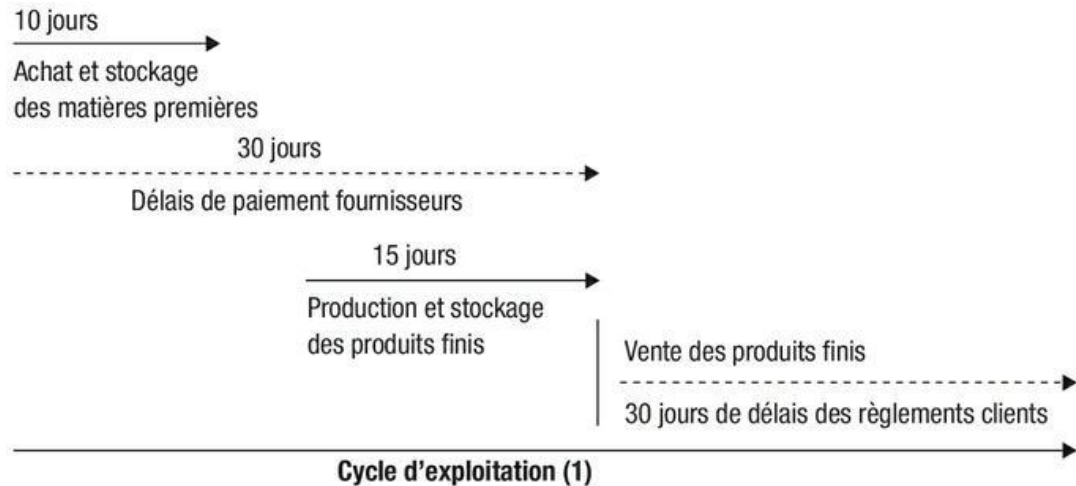 10 jours
Achat et stockage
des matières premières
30 jours
Délais de paiement fournisseurs
15 jours
Production et stockage
des produits finis
Vente des produits finis
30 jours de délais des règlements clients
Cycle d'exploitation (1)